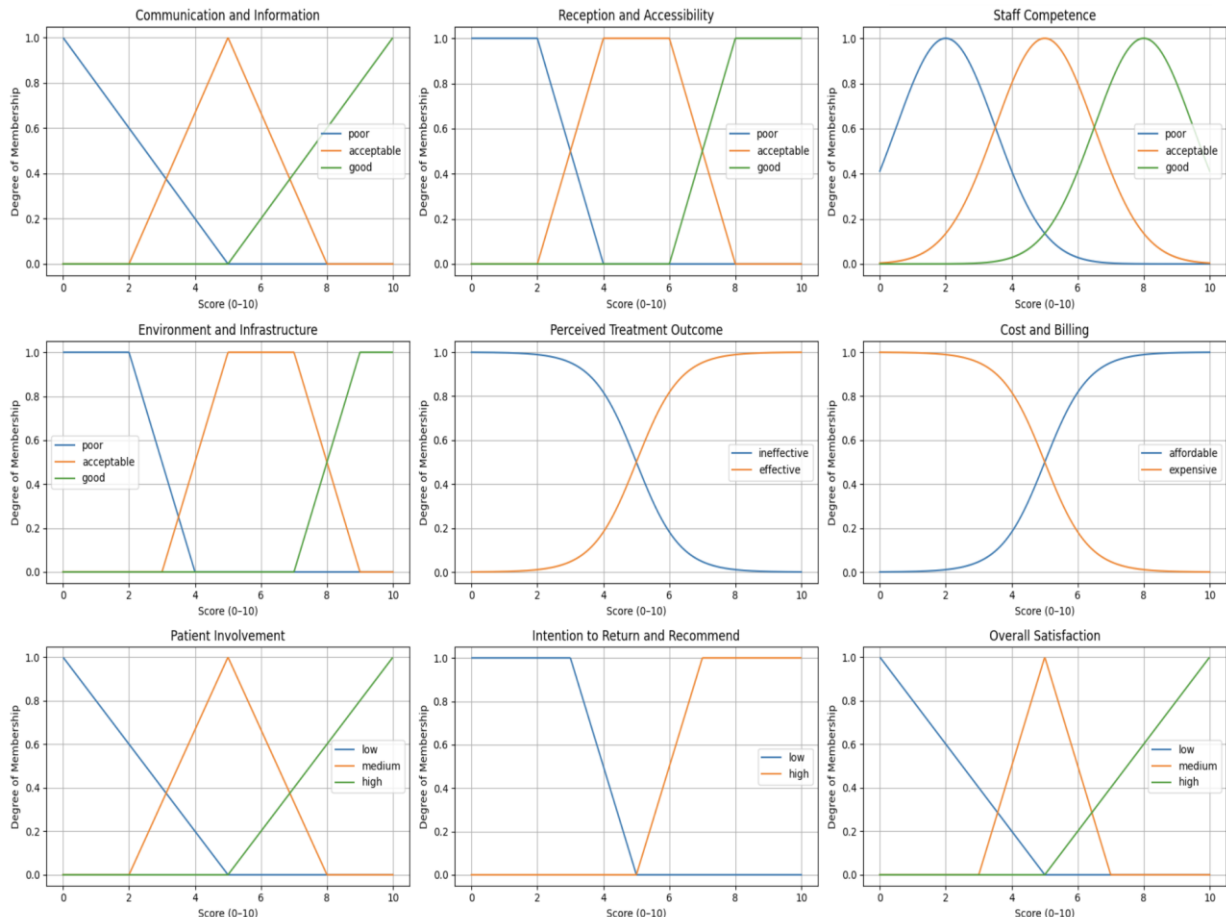 Communication and Information
Degree of Membership
1.0
0.8
0.6
0.4
0.2
0.0
poor
acceptable
good
0 2 4 6 8 10
Score (0–10)
Reception and Accessibility
Degree of Membership
1.0
0.8
0.6
0.4
0.2
0.0
poor
acceptable
good
0 2 4 6 8 10
Score (0–10)
Staff Competence
Degree of Membership
1.0
0.8
0.6
0.4
0.2
0.0
poor
acceptable
good
0 2 4 6 8 10
Score (0–10)
Environment and Infrastructure
Degree of Membership
1.0
0.8
0.6
0.4
0.2
0.0
poor
acceptable
good
0 2 4 6 8 10
Score (0–10)
Perceived Treatment Outcome
Degree of Membership
1.0
0.8
0.6
0.4
0.2
0.0
ineffective
effective
0 2 4 6 8 10
Score (0–10)
Cost and Billing
Degree of Membership
1.0
0.8
0.6
0.4
0.2
0.0
affordable
expensive
0 2 4 6 8 10
Score (0–10)
Patient Involvement
Degree of Membership
1.0
0.8
0.6
0.4
0.2
0.0
low
medium
high
0 2 4 6 8 10
Score (0–10)
Intention to Return and Recommend
Degree of Membership
1.0
0.8
0.6
0.4
0.2
0.0
low
high
0 2 4 6 8 10
Score (0–10)
Overall Satisfaction
Degree of Membership
1.0
0.8
0.6
0.4
0.2
0.0
low
medium
high
0 2 4 6 8 10
Score (0–10)